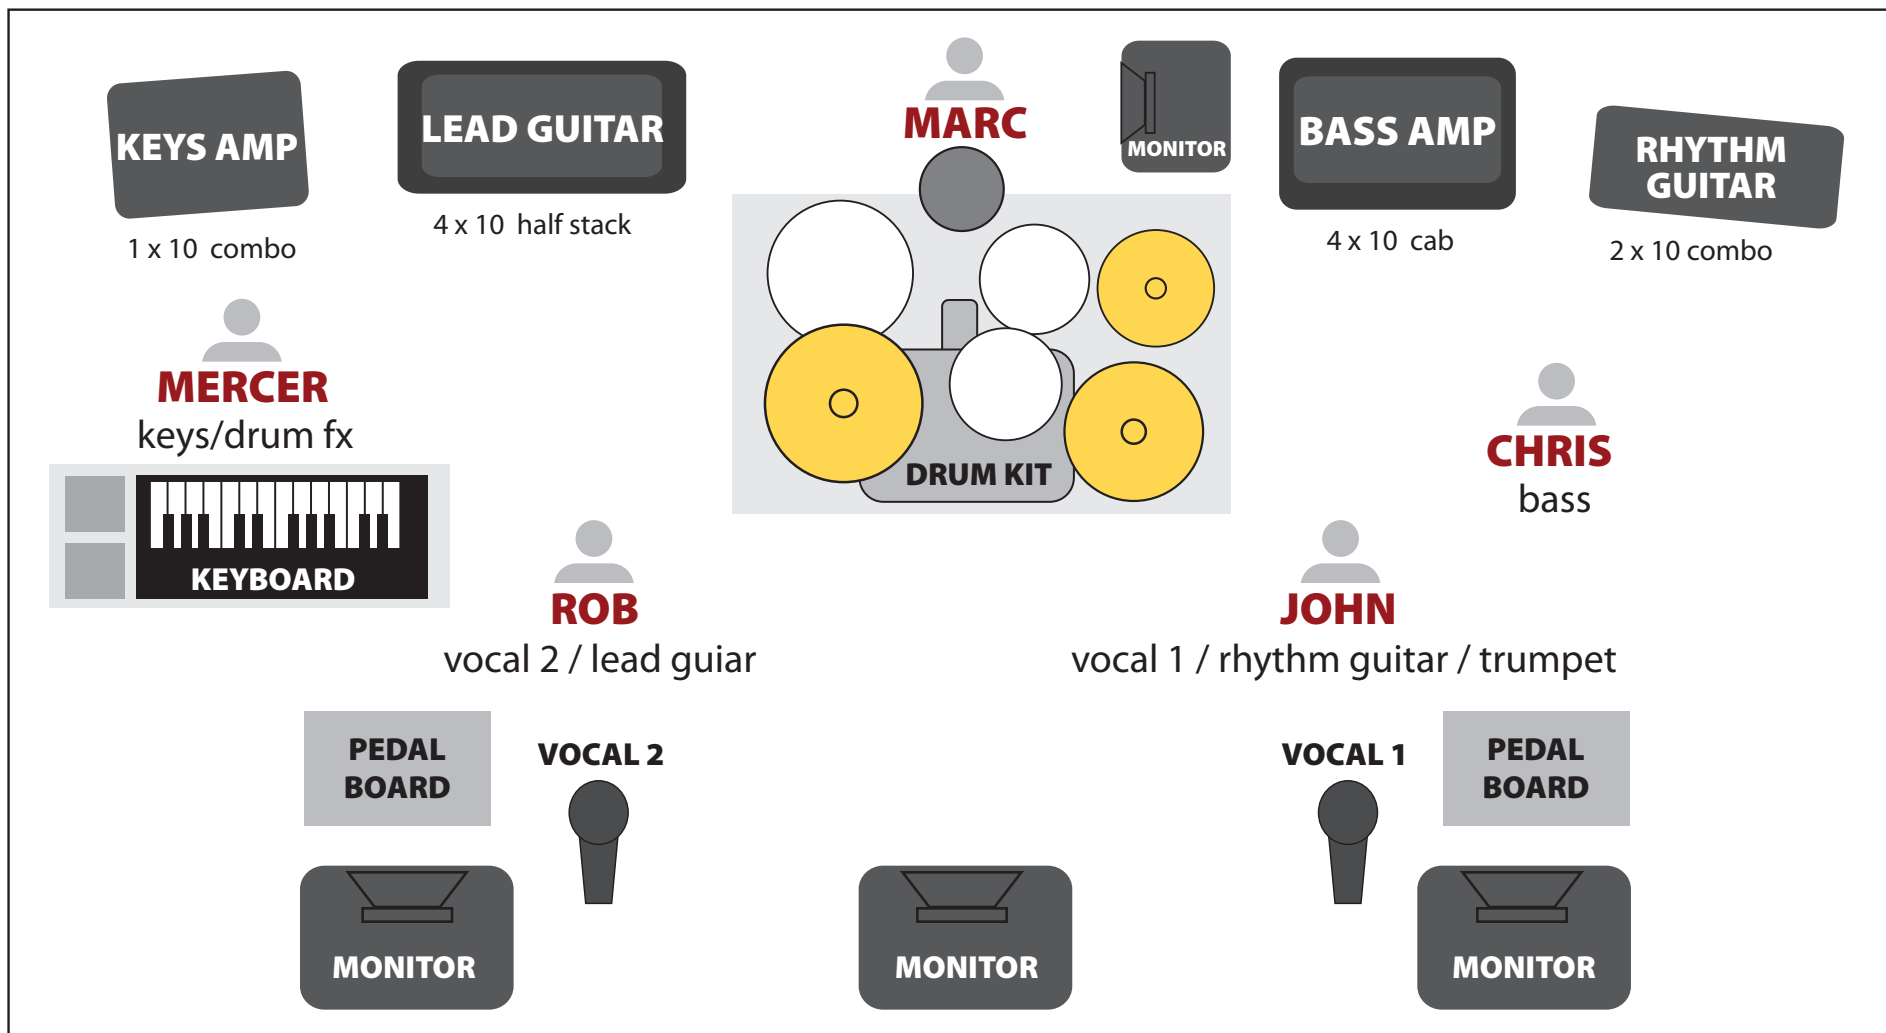 MARC
KEYS AMP
LEAD GUITAR
MONITOR
BASS AMP
RHYTHM
GUITAR
1 x 10 combo
4 x 10 half stack
4 x 10 cab
2 x 10 combo
MERCER
keys/drum fx
KEYBOARD
DRUM KIT
CHRIS
bass
ROB
vocal 2 / lead guiar
JOHN
vocal 1 / rhythm guitar / trumpet
PEDAL
BOARD
VOCAL 2
VOCAL 1
PEDAL
BOARD
MONITOR
MONITOR
MONITOR